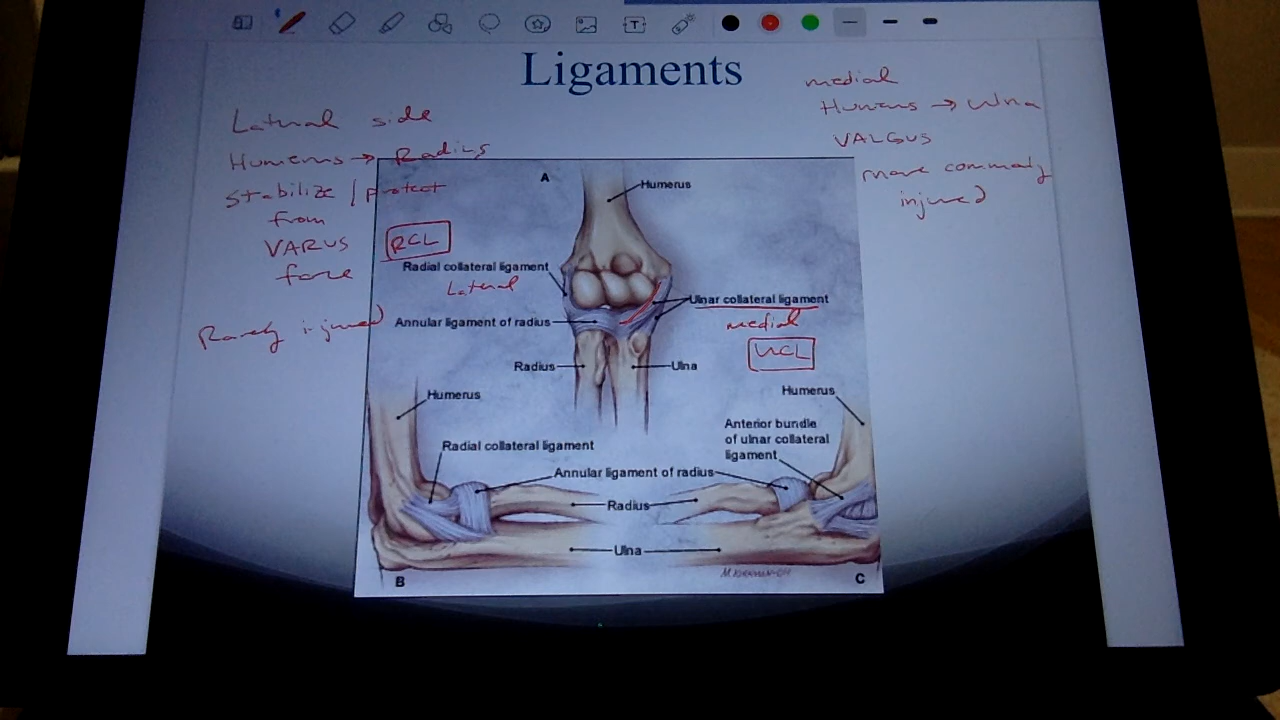 Ligaments
Lateral side
Humerus → Radius
Stabilize / protect
from
VARUS
force
Rarely injured
medial
Humerus → Ulna
VALGUS
more commonly
injured
A
Humerus
RCL
Radial collateral ligament
Lateral
Annular ligament of radius
Ulnar collateral ligament
medial
UCL
Radius
Ulna
Humerus
Radial collateral ligament
Annular ligament of radius
Radius
Ulna
Humerus
Anterior bundle
of ulnar collateral
ligament
B
C
T